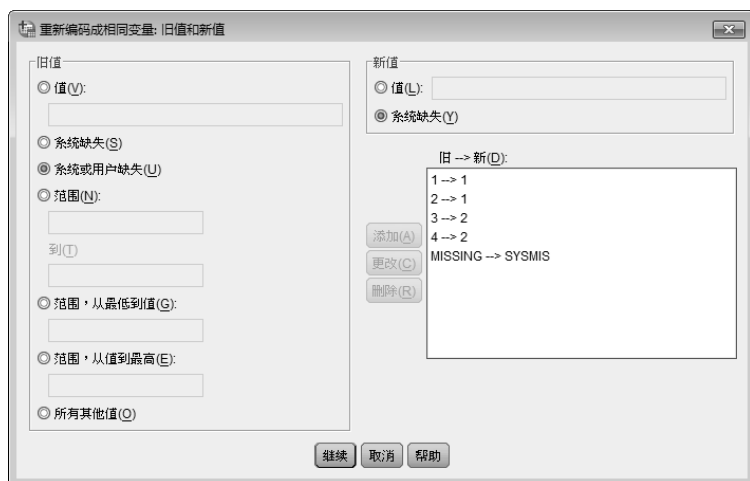 重新编码成相同变量: 旧值和新值
旧值
值(V):
系统缺失(S)
系统或用户缺失(U)
范围(N):
到(T)
范围，从最低到值(G):
范围，从值到最高(E):
所有其他值(O)
新值
值(L):
系统缺失(Y)
旧 --> 新(D):
1 --> 1
2 --> 1
3 --> 2
4 --> 2
MISSING --> SYSMIS
添加(A)
更改(C)
删除(R)
继续 取消 帮助